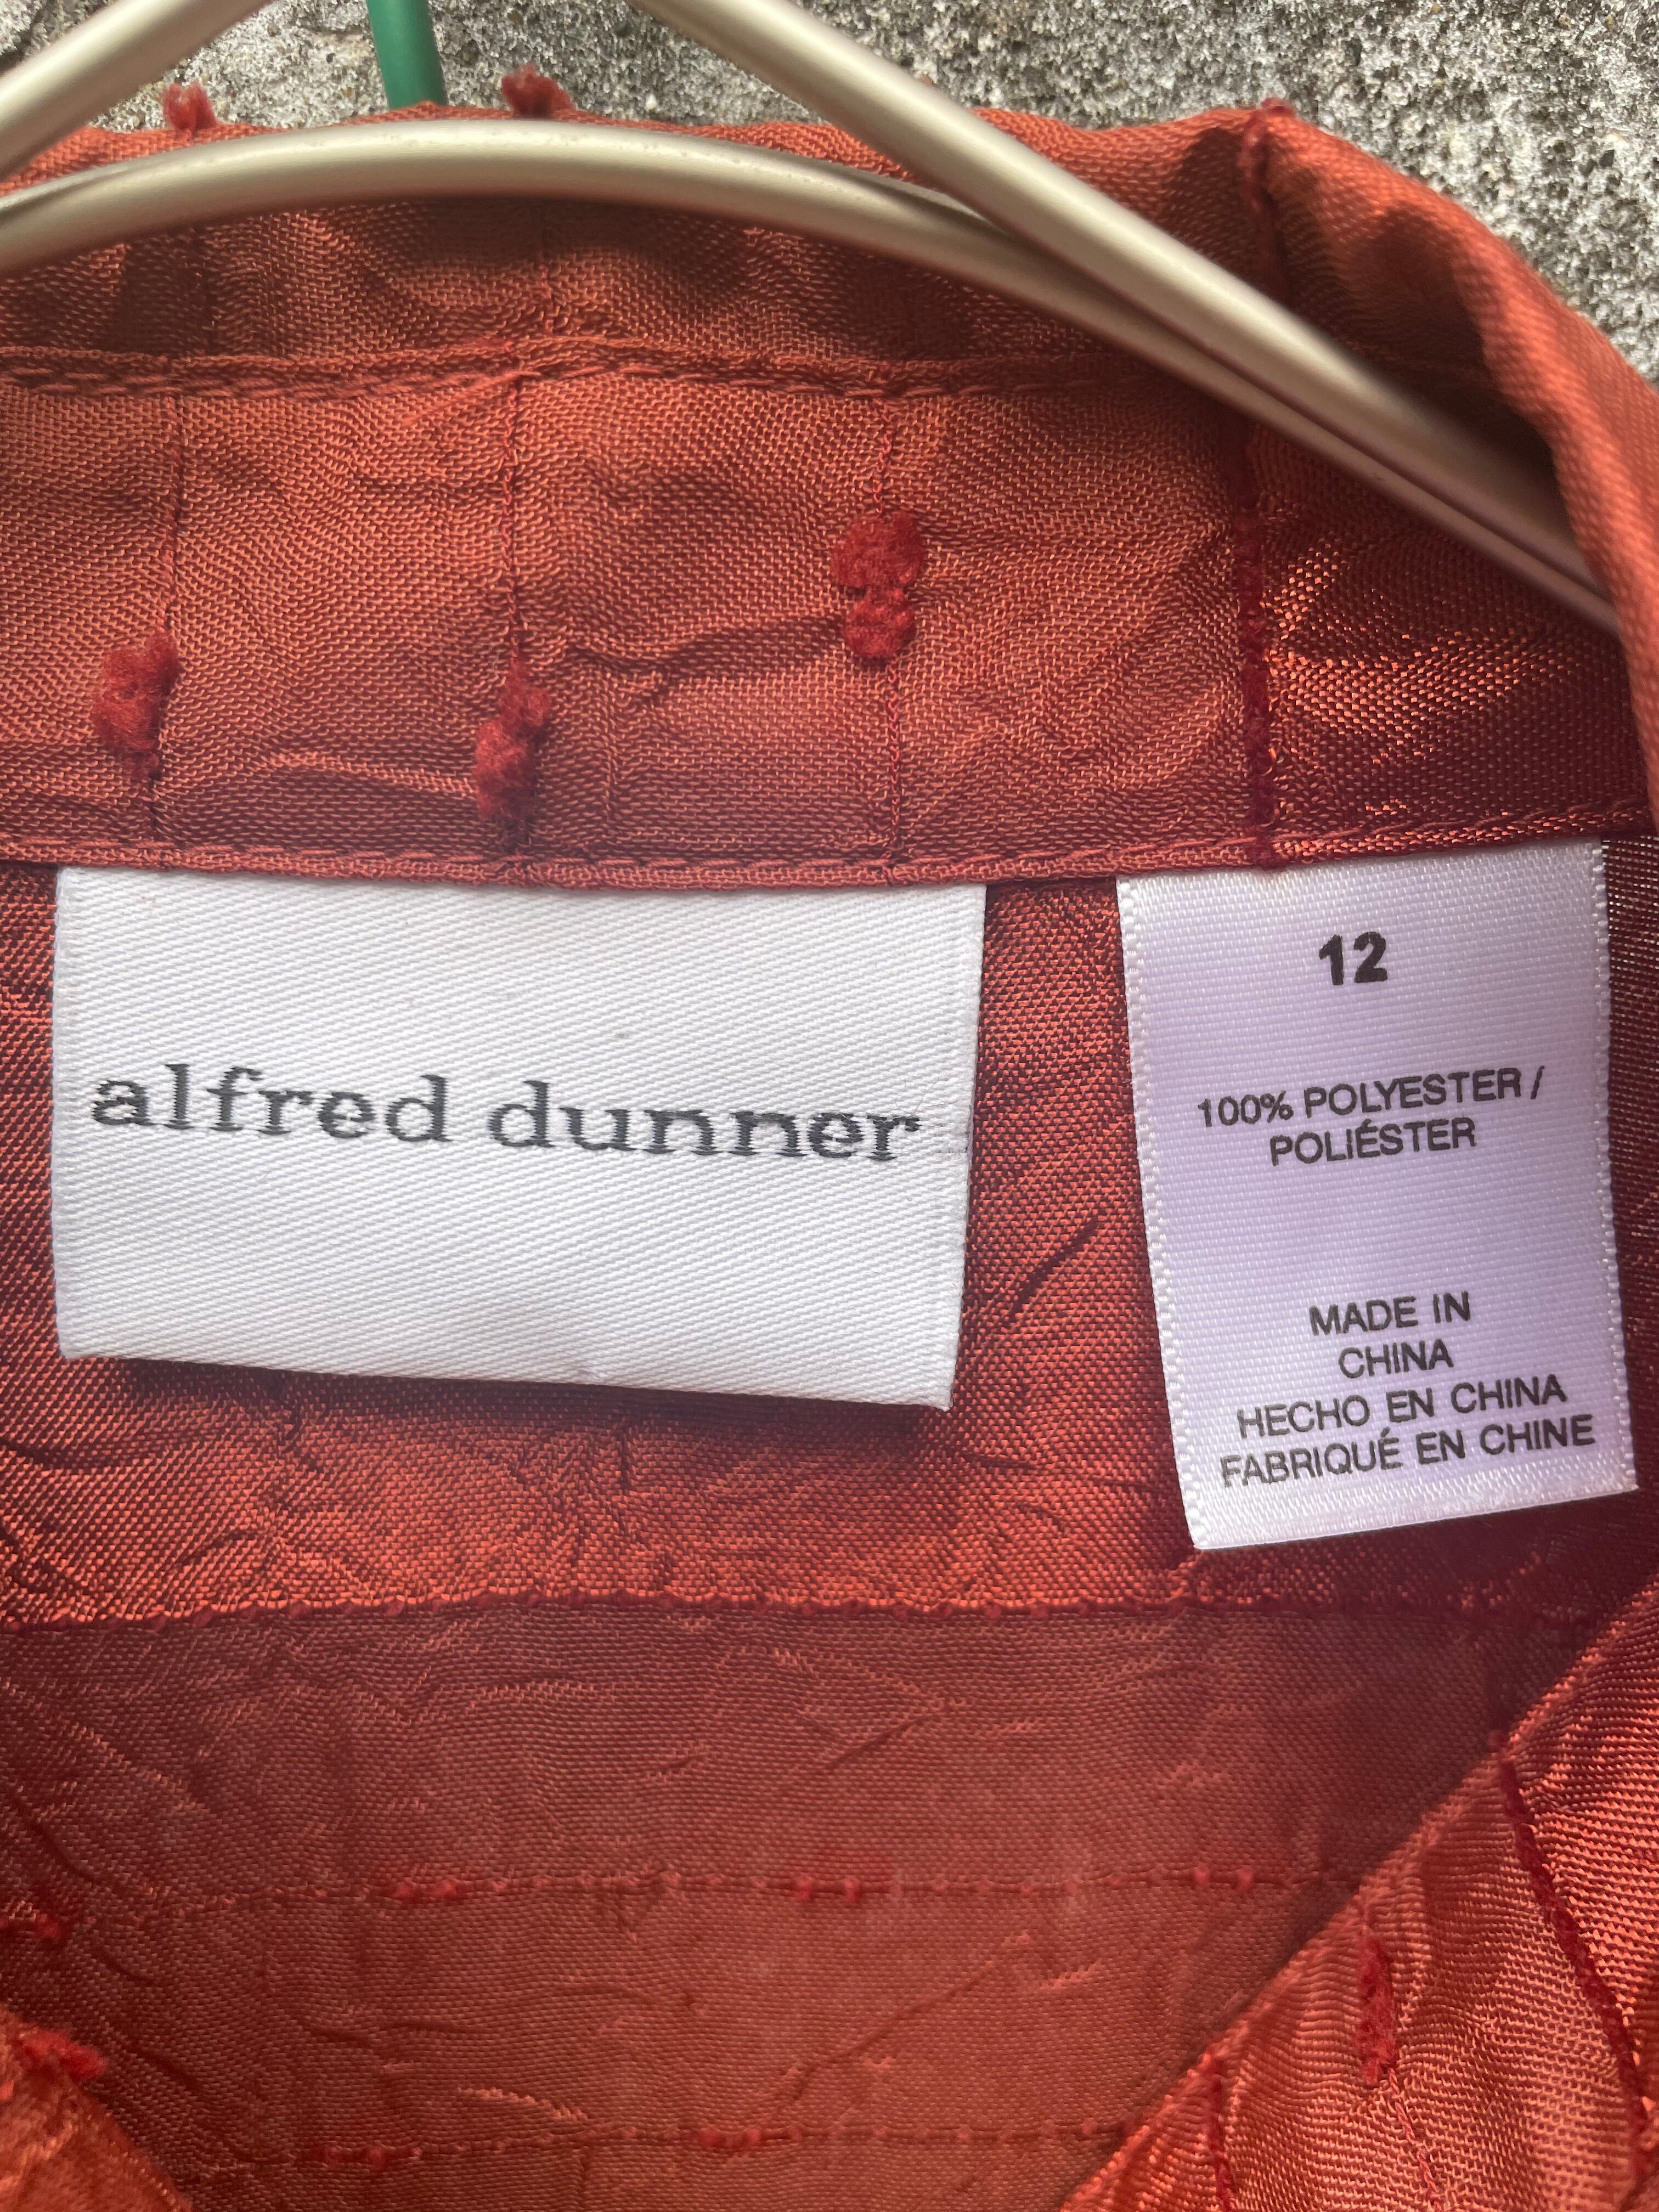 alfred dunner
12
100% POLYESTER /
POLIÉSTER
MADE IN
CHINA
HECHO EN CHINA
FABRIQUÉ EN CHINE